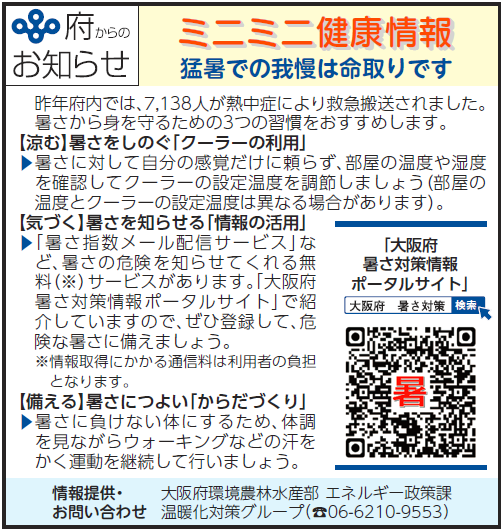 府からの
お知らせ
ミニミニ健康情報
猛暑での我慢は命取りです
昨年府内では、7,138人が熱中症により救急搬送されました。
暑さから身を守るための3つの習慣をおすすめします。
【涼む】暑さをしのぐ「クーラーの利用」
▶暑さに対して自分の感覚だけに頼らず、部屋の温度や湿度
を確認してクーラーの設定温度を調節しましょう(部屋の
温度とクーラーの設定温度は異なる場合があります)。
【気づく】暑さを知らせる「情報の活用」
▶「暑さ指数メール配信サービス」な
ど、暑さの危険を知らせてくれる無
料(※)サービスがあります。「大阪府
暑さ対策情報ポータルサイト」で紹
介していますので、ぜひ登録して、危
険な暑さに備えましょう。
※情報取得にかかる通信料は利用者の負担
となります。
「大阪府
暑さ対策情報
ポータルサイト」
大阪府 暑さ対策 検索
暑
【備える】暑さにつよい「からだづくり」
▶暑さに負けない体にするため、体調
を見ながらウォーキングなどの汗を
かく運動を継続して行いましょう。
情報提供・ 大阪府環境農林水産部 エネルギー政策課
お問い合わせ 温暖化対策グループ(☎06-6210-9553)